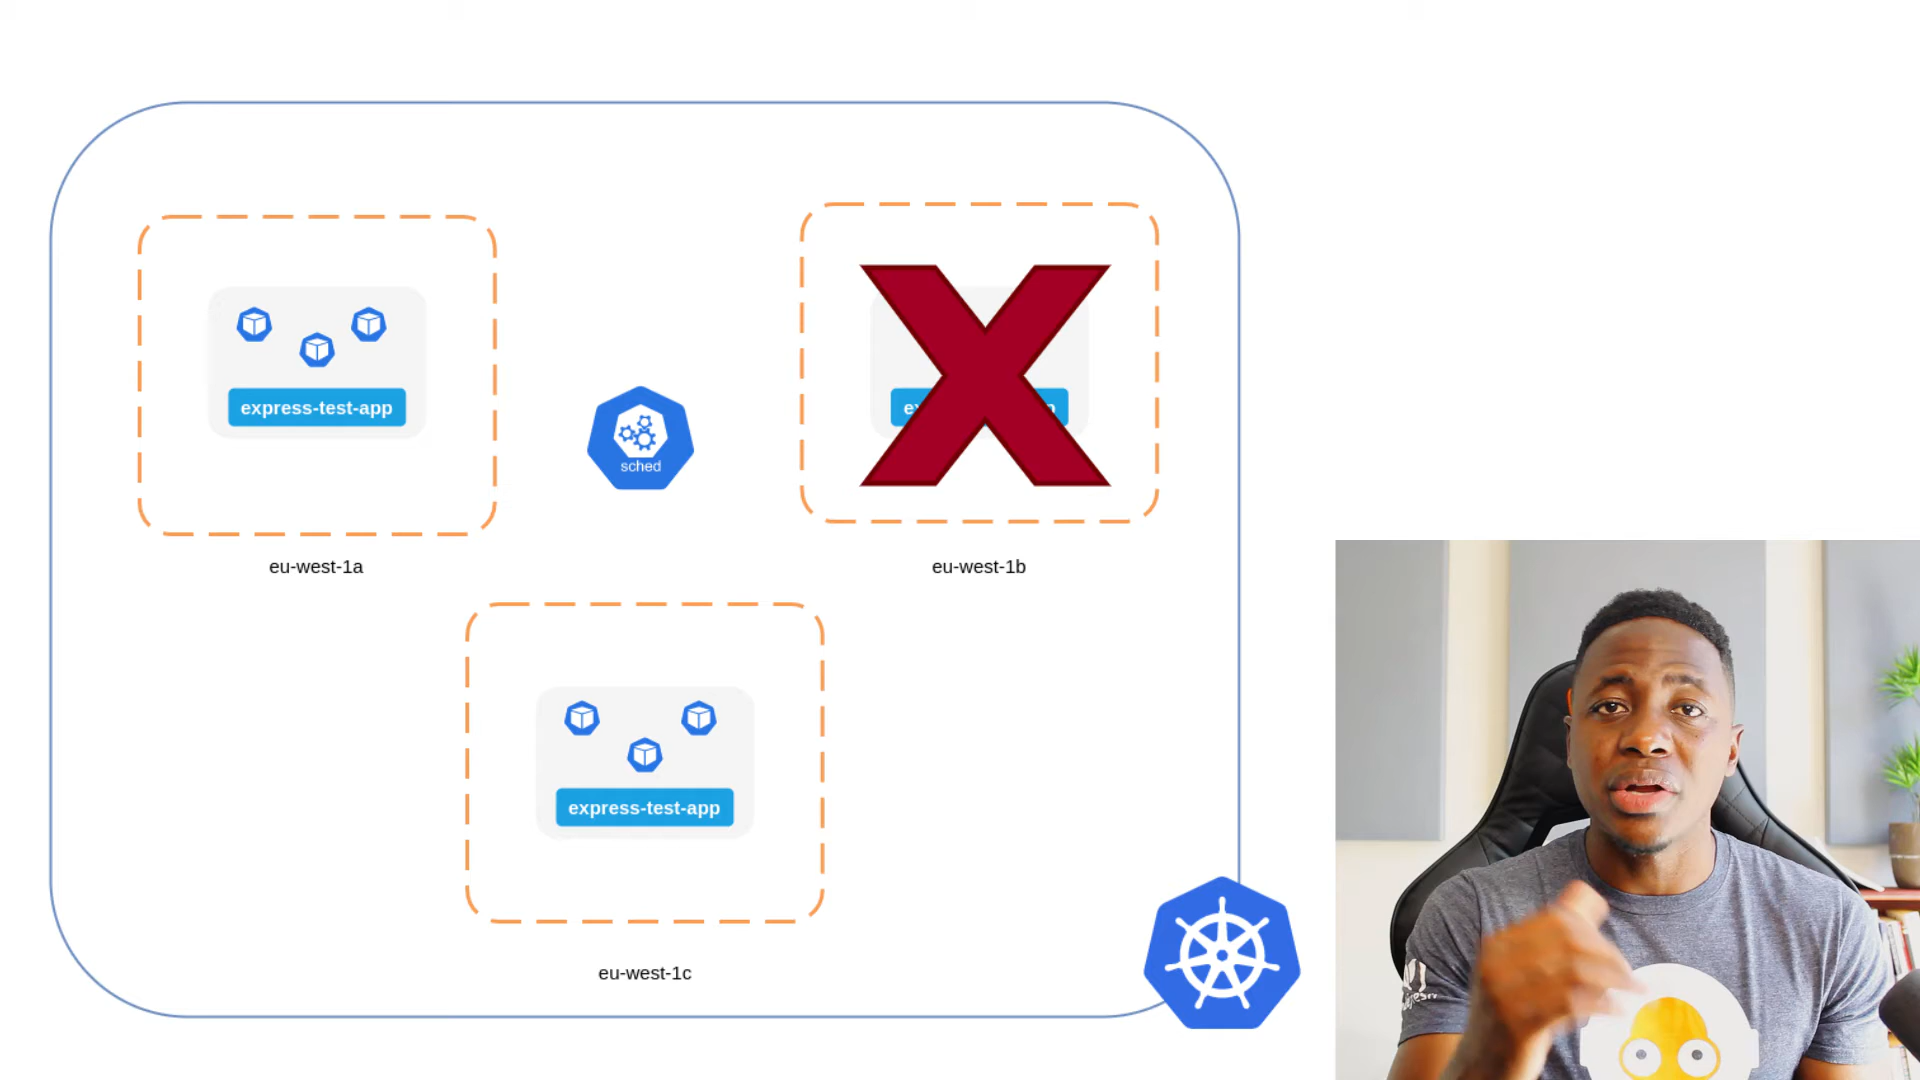 express-test-app
sched
eu-west-1a
eu-west-1b
express-test-app
eu-west-1c